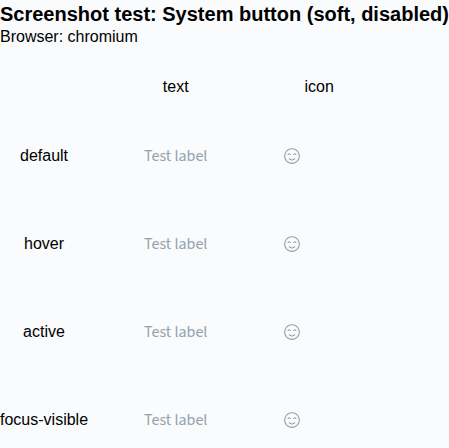 Screenshot test: System button (soft, disabled)
Browser: chromium
text icon
default Test label
hover Test label
active Test label
focus-visible Test label